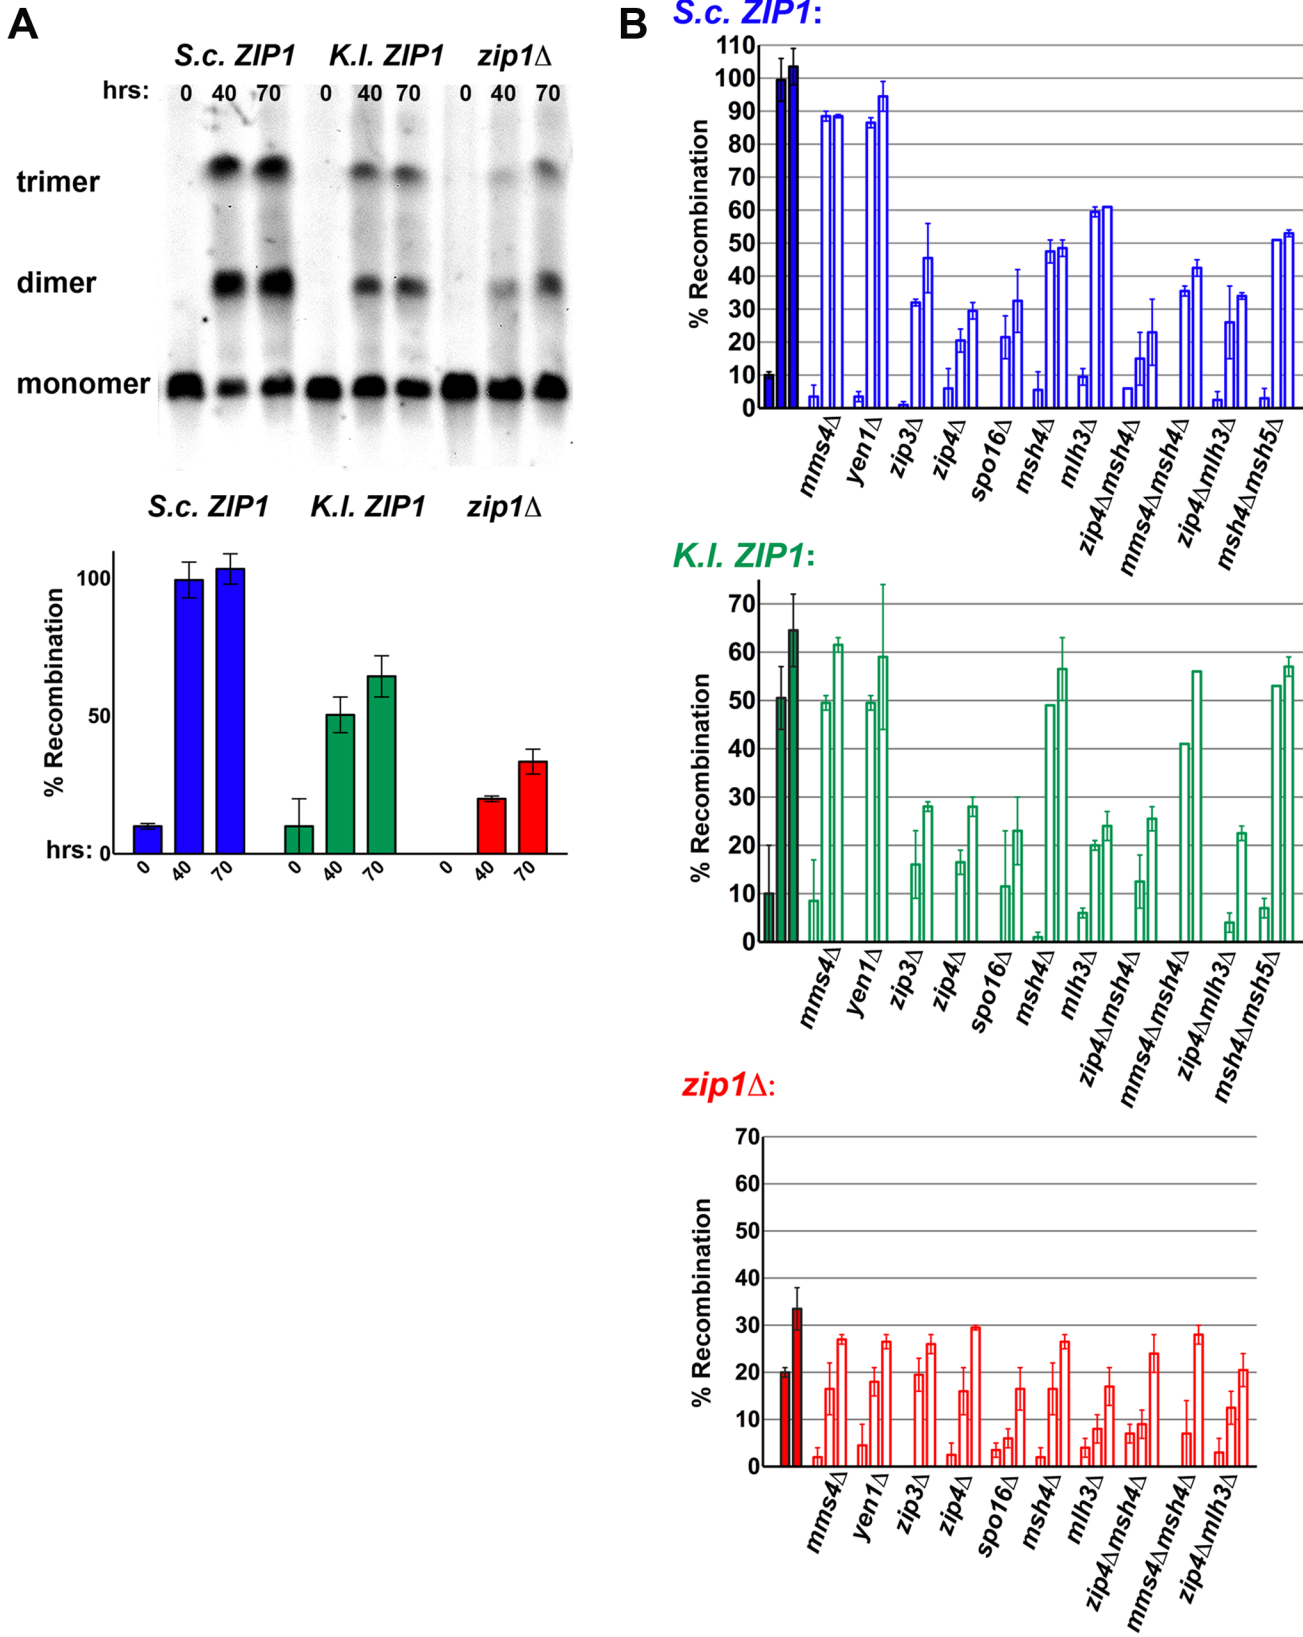 A
S.c. ZIP1 K.l. ZIP1 zip1Δ
hrs: 0 40 70 0 40 70 0 40 70
trimer
dimer
monomer
S.c. ZIP1 K.l. ZIP1 zip1Δ
% Recombination
100
50
0
hrs: 0 40 70 0 40 70 0 40 70
B
S.c. ZIP1:
% Recombination
110
100
90
80
70
60
50
40
30
20
10
0
mms4Δ
yen1Δ
zip3Δ
zip4Δ
spo16Δ
msh4Δ
mlh3Δ
zip4Δmsh4Δ
mms4Δmsh4Δ
zip4Δmlh3Δ
msh4Δmsh5Δ
K.l. ZIP1:
% Recombination
70
60
50
40
30
20
10
0
mms4Δ
yen1Δ
zip3Δ
zip4Δ
spo16Δ
msh4Δ
mlh3Δ
zip4Δmsh4Δ
mms4Δmsh4Δ
zip4Δmlh3Δ
msh4Δmsh5Δ
zip1Δ:
% Recombination
70
60
50
40
30
20
10
0
mms4Δ
yen1Δ
zip3Δ
zip4Δ
spo16Δ
msh4Δ
mlh3Δ
zip4Δmsh4Δ
mms4Δmsh4Δ
zip4Δmlh3Δ